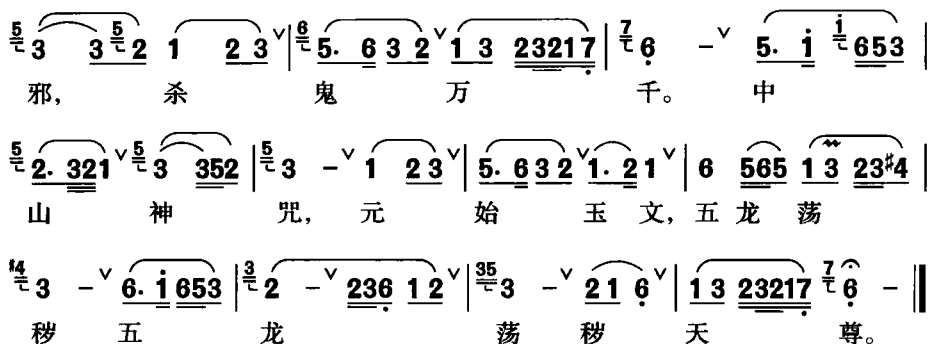 邪， 杀 鬼 万 千。 中
山 神 咒， 元 始 玉 文， 五 龙 荡
秽 五 龙 荡 秽 天 尊。